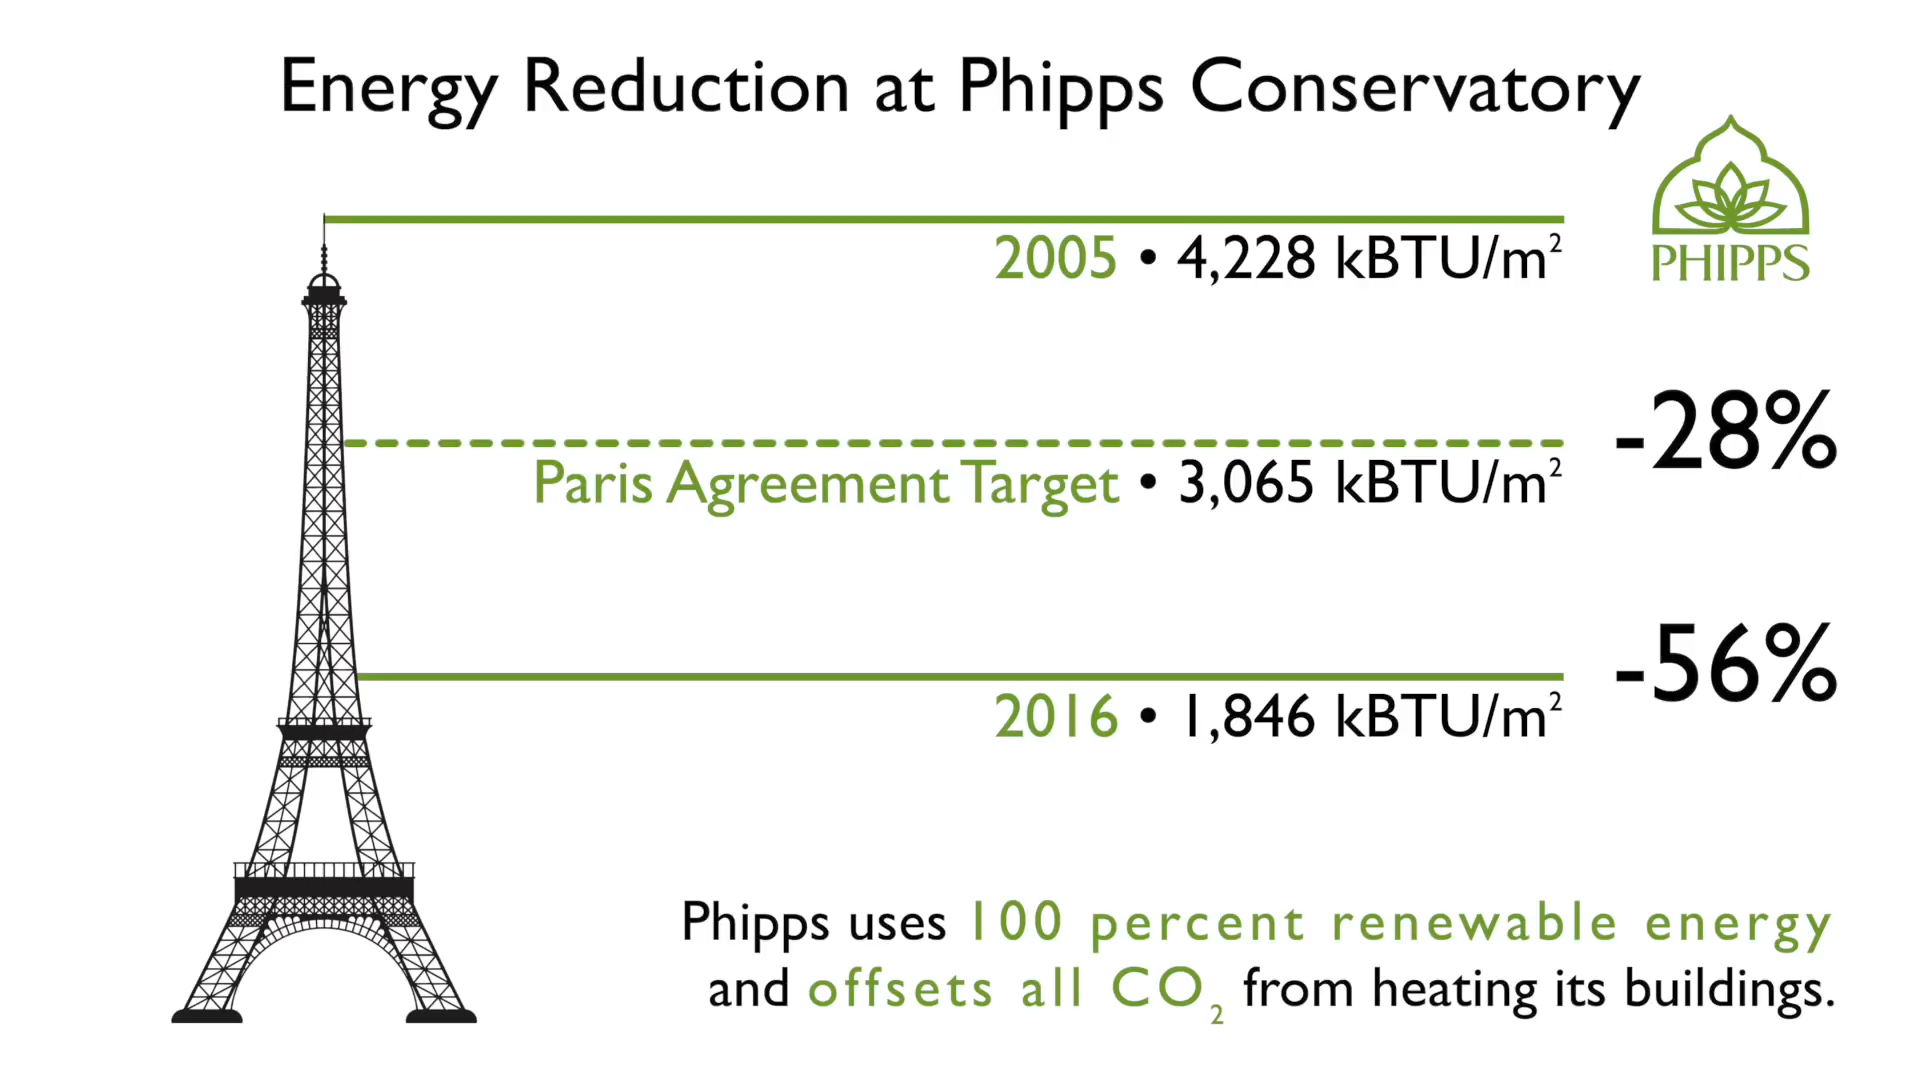 Energy Reduction at Phipps Conservatory
PHIPPS
2005 • 4,228 kBTU/m²
-28%
Paris Agreement Target • 3,065 kBTU/m²
-56%
2016 • 1,846 kBTU/m²
Phipps uses 100 percent renewable energy
and offsets all CO₂ from heating its buildings.